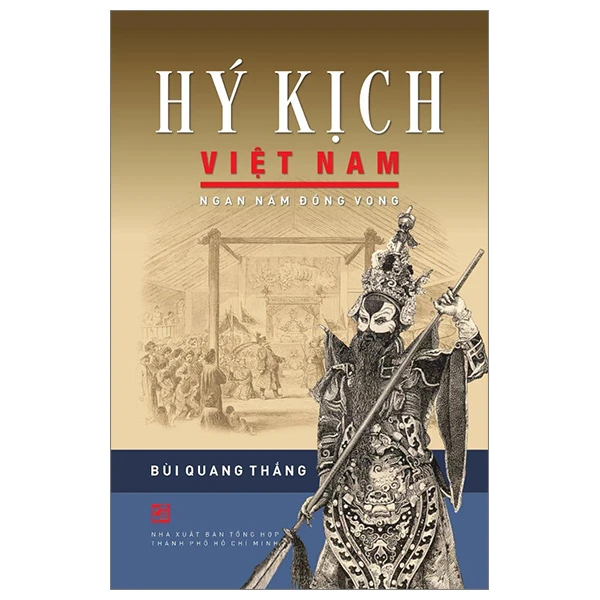 HÝ KỊCH
VIỆT NAM
NGÀN NĂM ĐỒNG VỌNG
BÙI QUANG THẮNG
NHÀ XUẤT BẢN TỔNG HỢP
THÀNH PHỐ HỒ CHÍ MINH